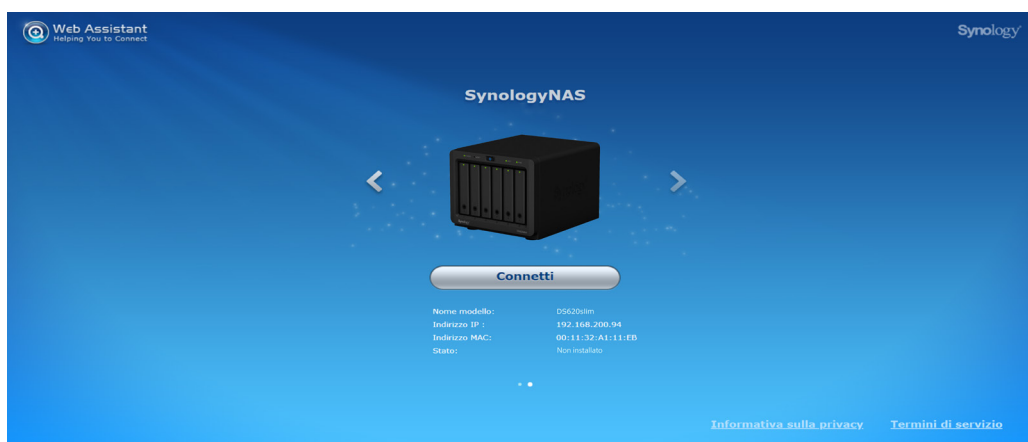 Web Assistant
Helping You to Connect
Synology
SynologyNAS
Connetti
Nome modello: DS620slim
Indirizzo IP : 192.168.200.94
Indirizzo MAC: 00:11:32:A1:11:EB
Stato: Non installato
Informativa sulla privacy Termini di servizio